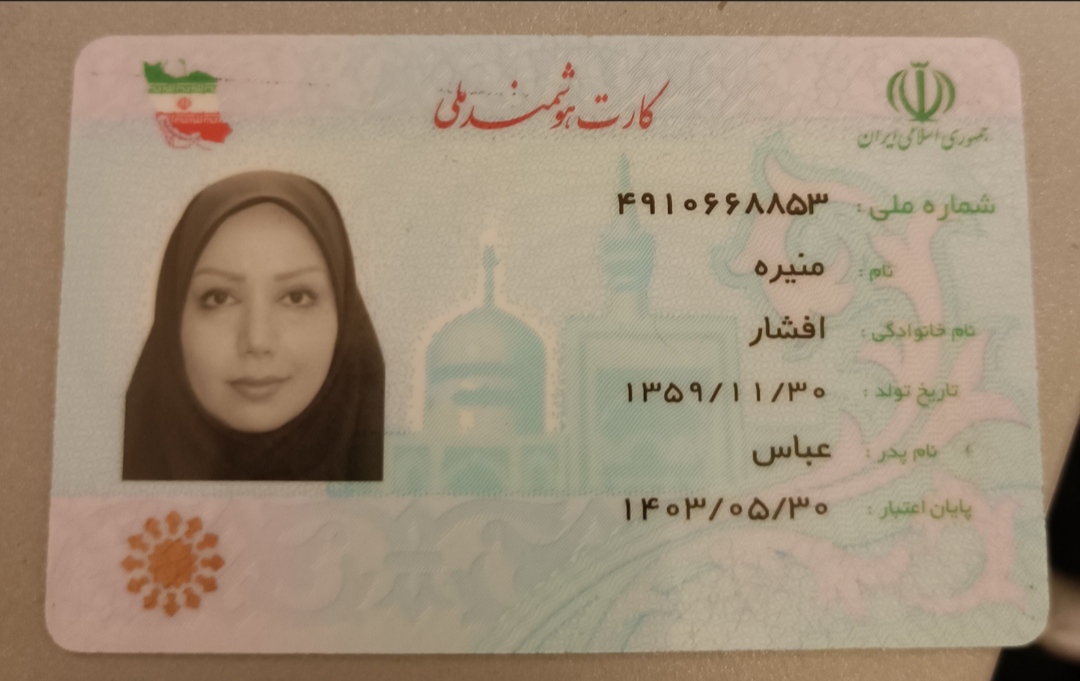 کارت هوشمند ملی
جمهوری اسلامی ایران
شماره ملی : ۴۹۱۰۶۶۸۸۵۳
نام : منیره
نام خانوادگی : افشار
تاریخ تولد : ۱۳۵۹/۱۱/۳۰
نام پدر : عباس
پایان اعتبار : ۱۴۰۳/۰۵/۳۰